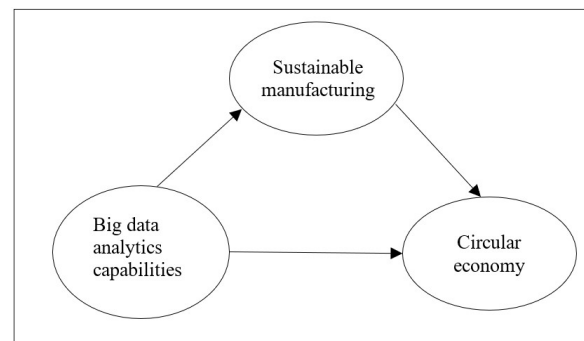 Sustainable
manufacturing
Big data
analytics
capabilities
Circular
economy